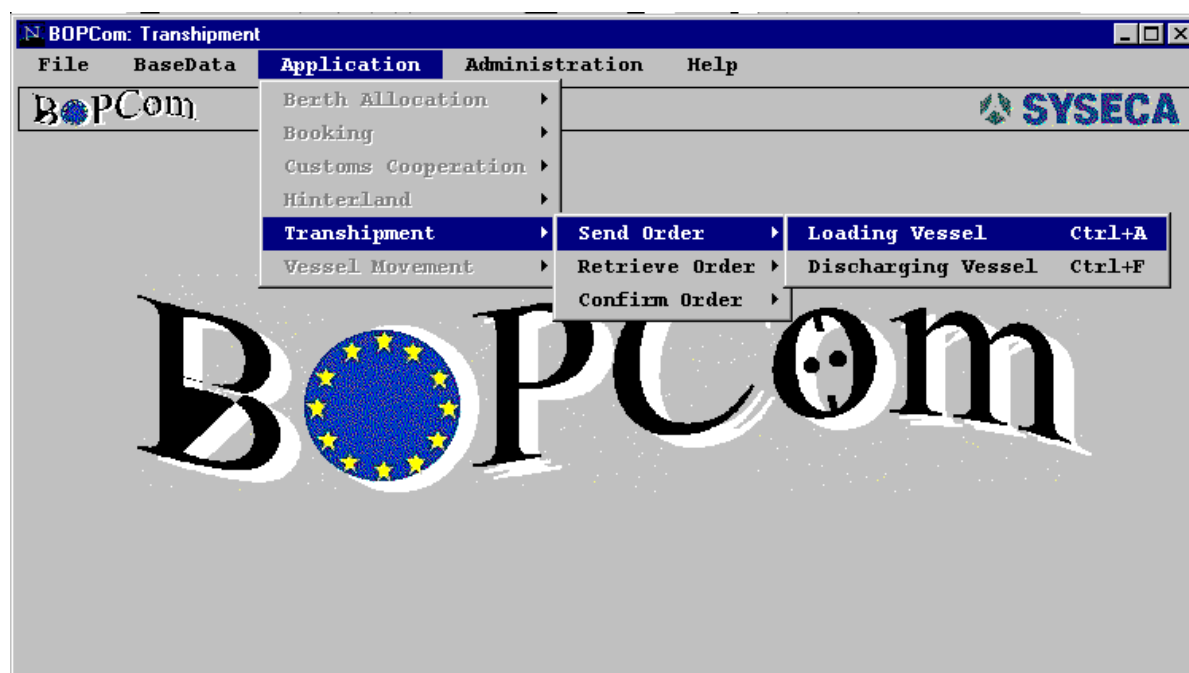 BOPCom: Transhipment
File BaseData Application Administration Help
BOPCom SYSECA
Berth Allocation
Booking
Customs Cooperation
Hinterland
Transhipment Send Order Loading Vessel Ctrl+A
Vessel Movement Retrieve Order Discharging Vessel Ctrl+F
Confirm Order
BOPCom